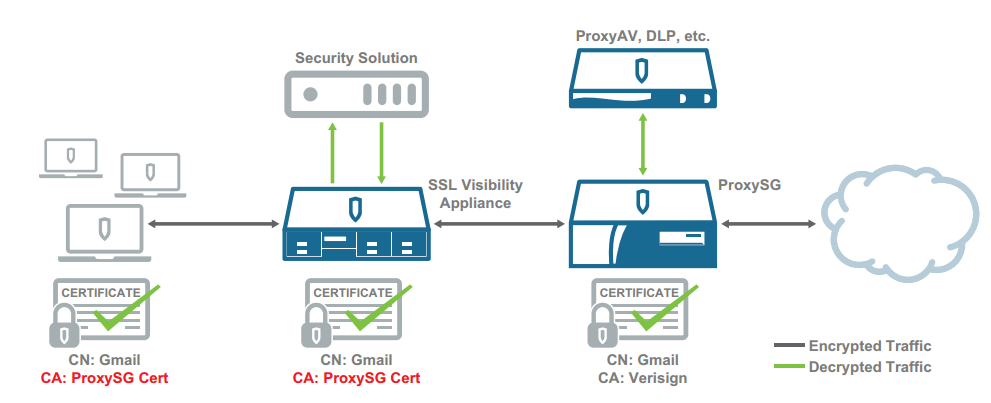 ProxyAV, DLP, etc.
Security Solution
SSL Visibility
Appliance
ProxySG
CERTIFICATE
CN: Gmail
CA: ProxySG Cert
CERTIFICATE
CN: Gmail
CA: ProxySG Cert
CERTIFICATE
CN: Gmail
CA: Verisign
Encrypted Traffic
Decrypted Traffic